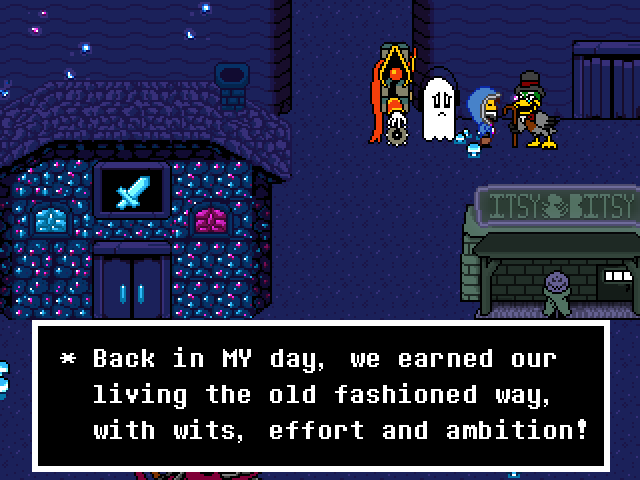 ITSY BITSY
* Back in MY day, we earned our
living the old fashioned way,
with wits, effort and ambition!